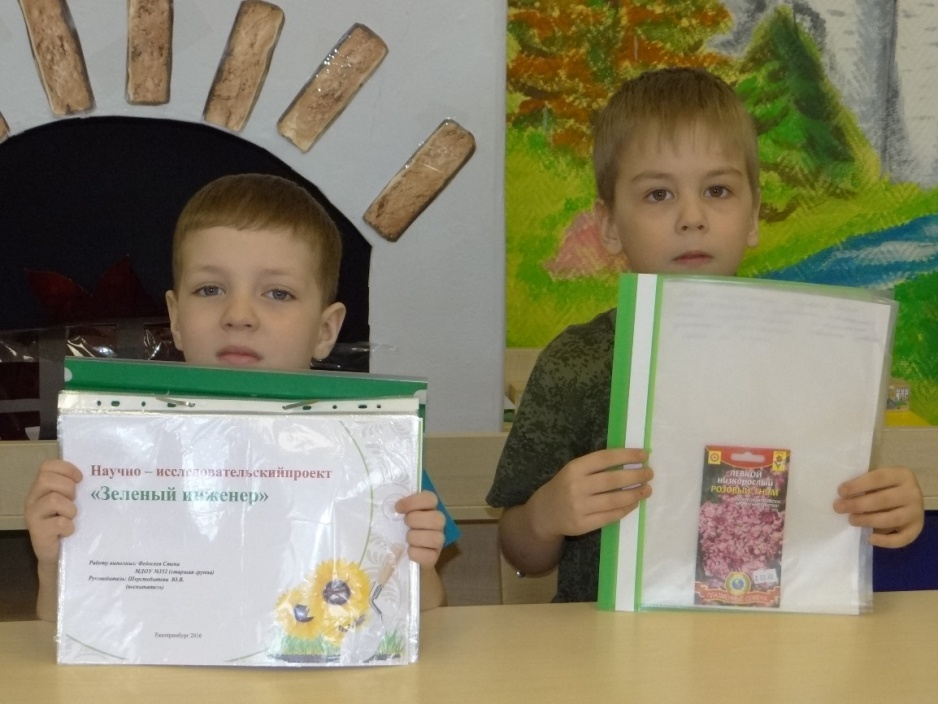 Научно – исследовательскийпроект
«Зеленый инженер»
Работу выполнил: Федосеев Степа
МДОУ №352 (старшая группа)
Руководитель: Шерстобитова Ю.В.
(воспитатель)
Екатеринбург 2016
ЛЕВКОЙ
НИЗКОРОСЛЫЙ
РОЗОВЫЙ ГНОМ